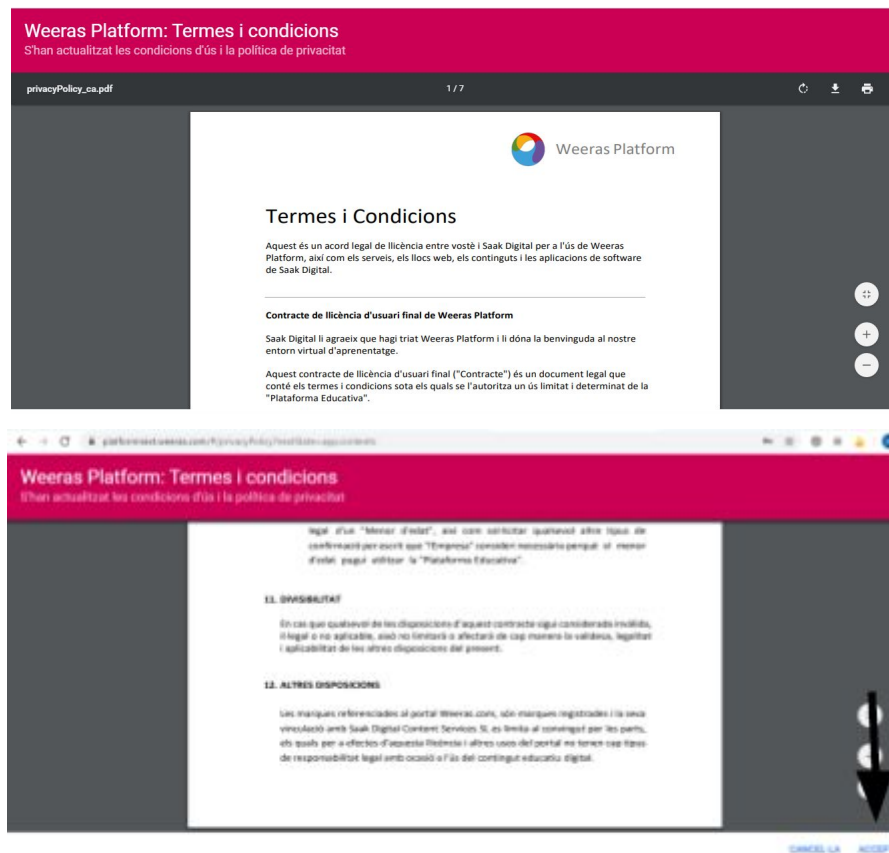 Weeras Platform: Termes i condicions
S'han actualitzat les condicions d'ús i la política de privacitat
privacyPolicy_ca.pdf
1 / 7
Weeras Platform
Termes i Condicions
Aquest és un acord legal de llicència entre vostè i Saak Digital per a l'ús de Weeras
Platform, així com els serveis, els llocs web, els continguts i les aplicacions de software
de Saak Digital.
Contracte de llicència d'usuari final de Weeras Platform
Saak Digital li agraeix que hagi triat Weeras Platform i li dóna la benvinguda al nostre
entorn virtual d'aprenentatge.
Aquest contracte de llicència d'usuari final ("Contracte") és un document legal que
conté els termes i condicions sota els quals se l'autoritza un ús limitat i determinat de la
"Plataforma Educativa".
Weeras Platform: Termes i condicions
S'han actualitzat les condicions d'ús i la política de privacitat
legal d'un "Menor d'edat", així com sol·licitar qualsevol altre tipus de
confirmació per escrit que "l'Empresa" consideri necessària perquè el menor
d'edat pugui utilitzar la "Plataforma Educativa".
11. DIVISIBILITAT
En cas que qualsevol de les disposicions d'aquest contracte sigui considerada invàlida,
il·legal o no aplicable, això no limitarà o afectarà de cap manera la validesa, legalitat
i aplicabilitat de les altres disposicions del present.
12. ALTRES DISPOSICIONS
Les marques referenciades al portal Weeras.com, són marques registrades i la seva
vinculació amb Saak Digital Content Services SL es limita al convingut per les parts,
els quals per a efectes d'aquesta llicència i altres usos del portal no tenen cap tipus
de responsabilitat legal amb ocasió a l'ús del contingut educatiu digital.
CANCEL·LA